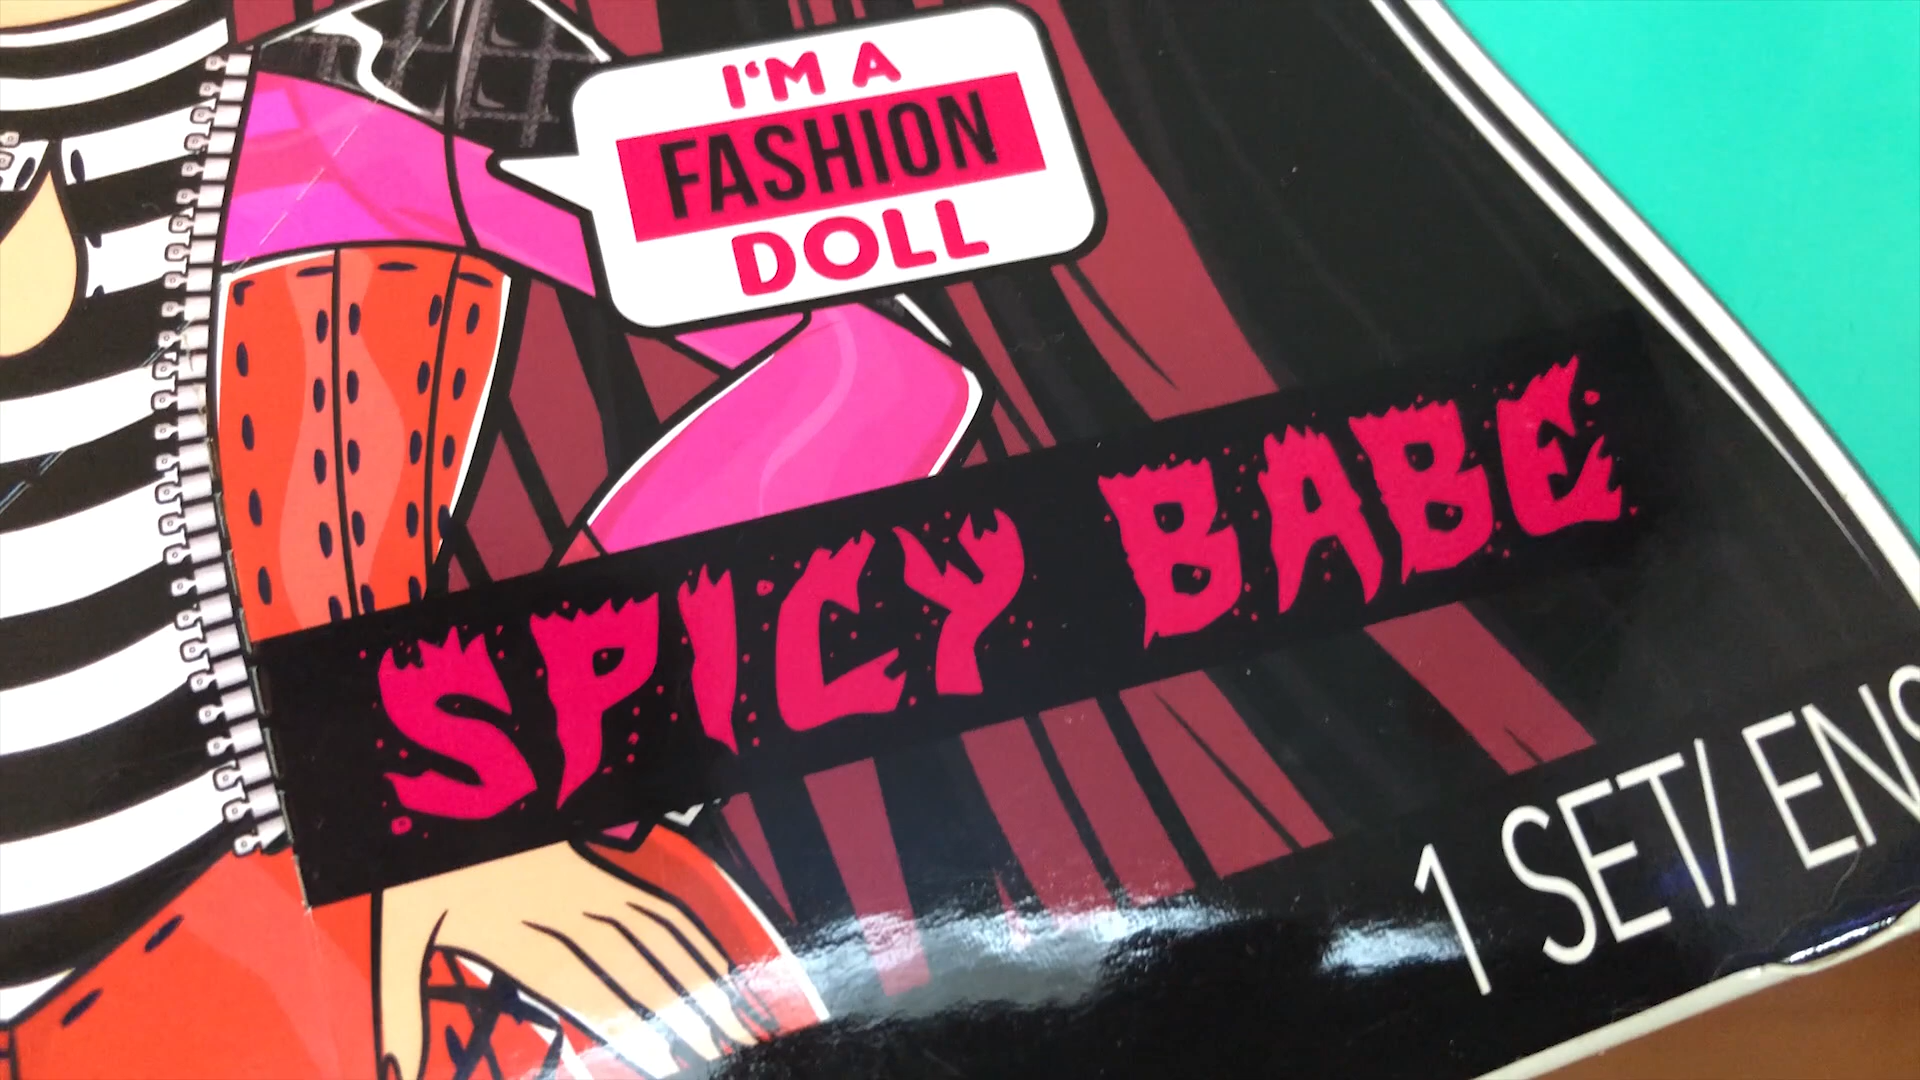 I'M A
FASHION
DOLL
SPICY BABE
1 SET/ ENS